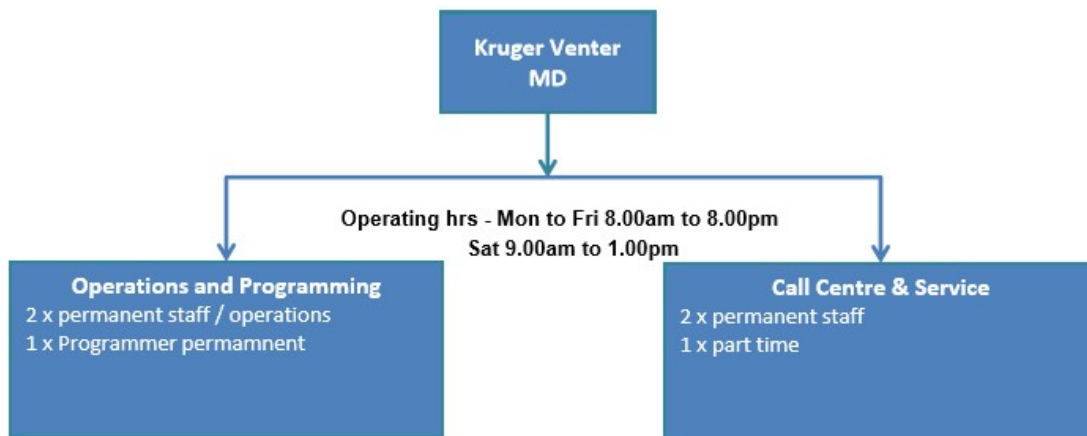 Kruger Venter
MD
Operating hrs - Mon to Fri 8.00am to 8.00pm
Sat 9.00am to 1.00pm
Operations and Programming
2 x permanent staff / operations
1 x Programmer permamnent
Call Centre & Service
2 x permanent staff
1 x part time